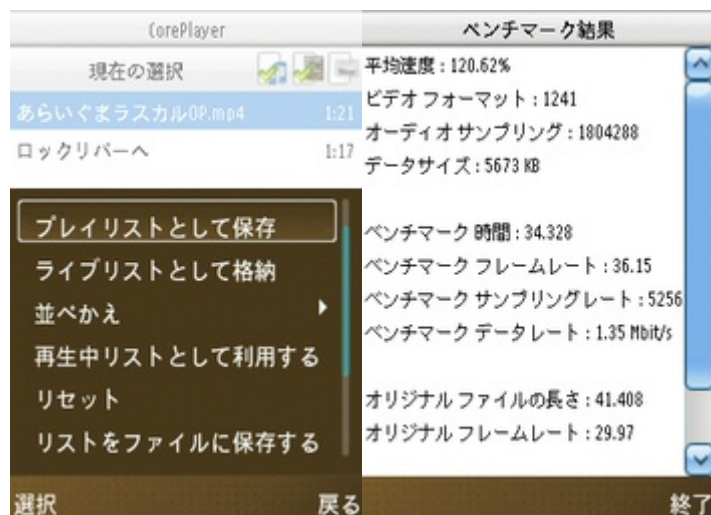 CorePlayer
現在の選択
あらいぐまラスカルOP.mp4 1:21
ロックリバーへ 1:17
プレイリストとして保存
ライブリストとして格納
並べかえ
再生中リストとして利用する
リセット
リストをファイルに保存する
選択 戻る
ベンチマーク結果
平均速度 : 120.62%
ビデオ フォーマット : 1241
オーディオ サンプリング : 1804288
データサイズ : 5673 KB
ベンチマーク 時間 : 34.328
ベンチマーク フレームレート : 36.15
ベンチマーク サンプリングレート : 5256
ベンチマーク データレート : 1.35 Mbit/s
オリジナル ファイルの長さ : 41.408
オリジナル フレームレート : 29.97
終了